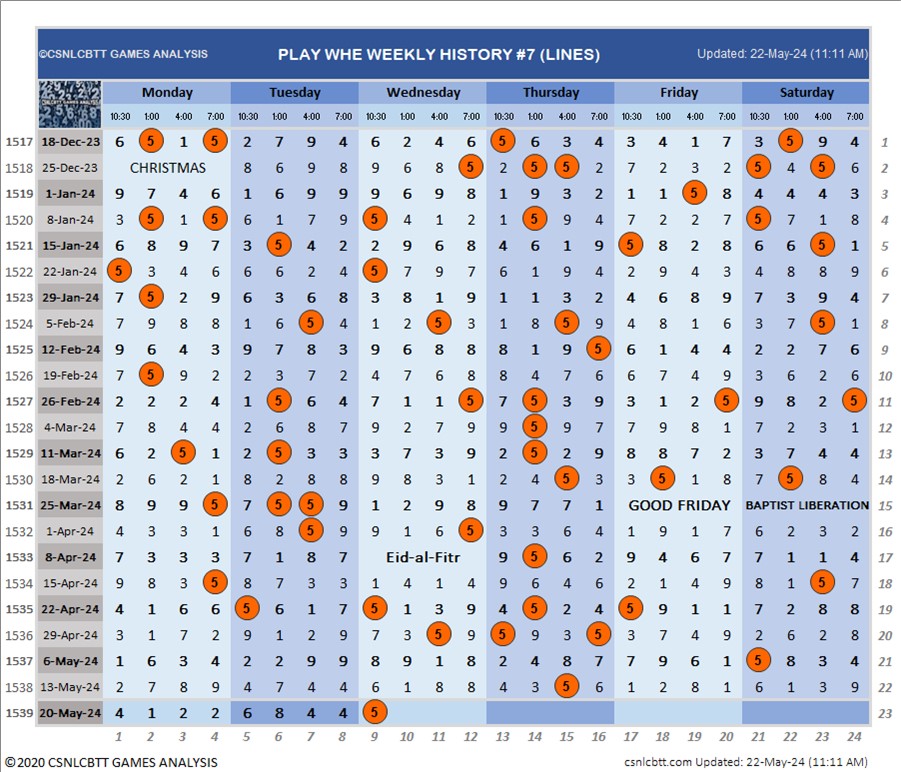 ©CSNLCBTT GAMES ANALYSIS PLAY WHE WEEKLY HISTORY #7 (LINES) Updated: 22-May-24 (11:11 AM)
CSNLCBTT GAMES ANALYSIS Monday Tuesday Wednesday Thursday Friday Saturday
10:30 1:00 4:00 7:00 10:30 1:00 4:00 7:00 10:30 1:00 4:00 7:00 10:30 1:00 4:00 7:00 10:30 1:00 4:00 7:00 10:30 1:00 4:00 7:00
1517 18-Dec-23 6 5 1 5 2 7 9 4 6 2 4 6 5 6 3 4 3 4 1 7 3 5 9 4 1
1518 25-Dec-23 CHRISTMAS 8 6 9 8 9 6 8 5 2 5 5 2 7 2 3 2 5 4 5 6 2
1519 1-Jan-24 9 7 4 6 1 6 9 9 9 6 9 8 1 9 3 2 1 1 5 8 4 4 4 3 3
1520 8-Jan-24 3 5 4 5 6 1 7 9 5 4 1 2 1 5 9 4 7 2 2 7 5 7 1 8 4
1521 15-Jan-24 6 8 9 7 3 5 4 2 2 9 6 8 4 6 1 9 5 8 2 8 6 6 5 1 5
1522 22-Jan-24 5 3 4 6 6 6 2 4 5 7 9 7 6 1 9 4 2 9 4 3 4 8 8 9 6
1523 29-Jan-24 7 5 2 9 6 3 6 8 3 8 1 9 1 1 3 2 4 6 8 9 7 3 9 4 7
1524 5-Feb-24 7 9 8 8 1 6 5 4 1 2 5 3 1 8 5 9 4 8 1 6 3 7 5 1 8
1525 12-Feb-24 9 6 4 3 9 7 8 3 9 6 8 8 8 1 9 5 6 1 4 4 2 2 7 6 9
1526 19-Feb-24 7 5 9 2 2 3 7 2 4 7 6 8 8 4 7 6 6 7 4 9 3 6 2 6 10
1527 26-Feb-24 2 2 2 4 1 5 6 4 7 1 1 5 7 5 3 9 3 1 2 5 9 8 2 5 11
1528 4-Mar-24 7 8 4 4 2 6 8 7 9 2 7 9 9 5 9 2 7 9 8 1 7 2 3 1 12
1529 11-Mar-24 6 2 5 1 2 5 3 3 3 7 3 9 2 5 2 9 8 8 7 2 3 7 4 4 13
1530 18-Mar-24 2 6 2 1 8 2 8 8 9 8 3 1 2 4 5 4 3 5 1 8 7 5 8 4 14
1531 25-Mar-24 8 9 9 5 7 5 5 9 1 2 9 8 9 7 7 1 GOOD FRIDAY BAPTIST LIBERATION 15
1532 1-Apr-24 4 3 3 1 6 8 5 9 9 1 6 5 3 3 6 4 1 9 1 7 6 2 3 2 16
1533 8-Apr-24 7 3 3 3 7 1 8 7 Eid-al-Fitr 9 5 6 2 9 4 6 7 7 1 1 4 17
1534 15-Apr-24 9 8 3 5 8 7 3 3 1 4 1 4 9 6 4 6 2 1 4 9 8 1 5 7 18
1535 22-Apr-24 4 1 6 6 5 6 1 7 5 1 3 9 4 5 2 4 5 9 1 1 7 2 8 8 19
1536 29-Apr-24 3 1 7 2 9 1 2 9 7 3 5 9 5 9 3 5 3 7 4 9 2 6 2 8 20
1537 6-May-24 1 6 3 4 2 2 9 9 8 9 1 8 2 4 8 7 7 9 6 1 5 8 3 4 21
1538 13-May-24 2 7 8 9 4 7 4 4 6 1 8 8 4 3 5 6 1 2 8 1 6 1 3 9 22
1539 20-May-24 4 1 2 2 6 8 4 4 5 23
1 2 3 4 5 6 7 8 9 10 11 12 13 14 15 16 17 18 19 20 21 22 23 24
©2020 CSNLCBTT GAMES ANALYSIS csnlcbtt.com Updated: 22-May-24 (11:11 AM)